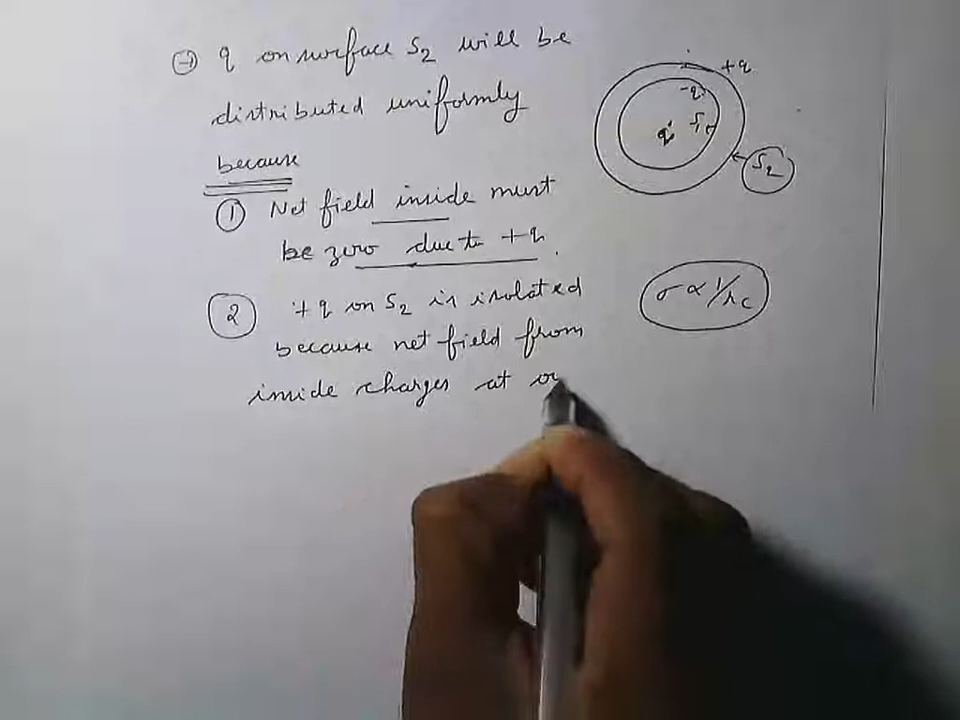 → q on surface S2 will be
distributed uniformly
because
① Net field inside must
be zero due to +q.
② +q on S2 is isolated
because net field from
inside charges at ou
+q
-q
q
S1
S2
σ ∝ 1/rc